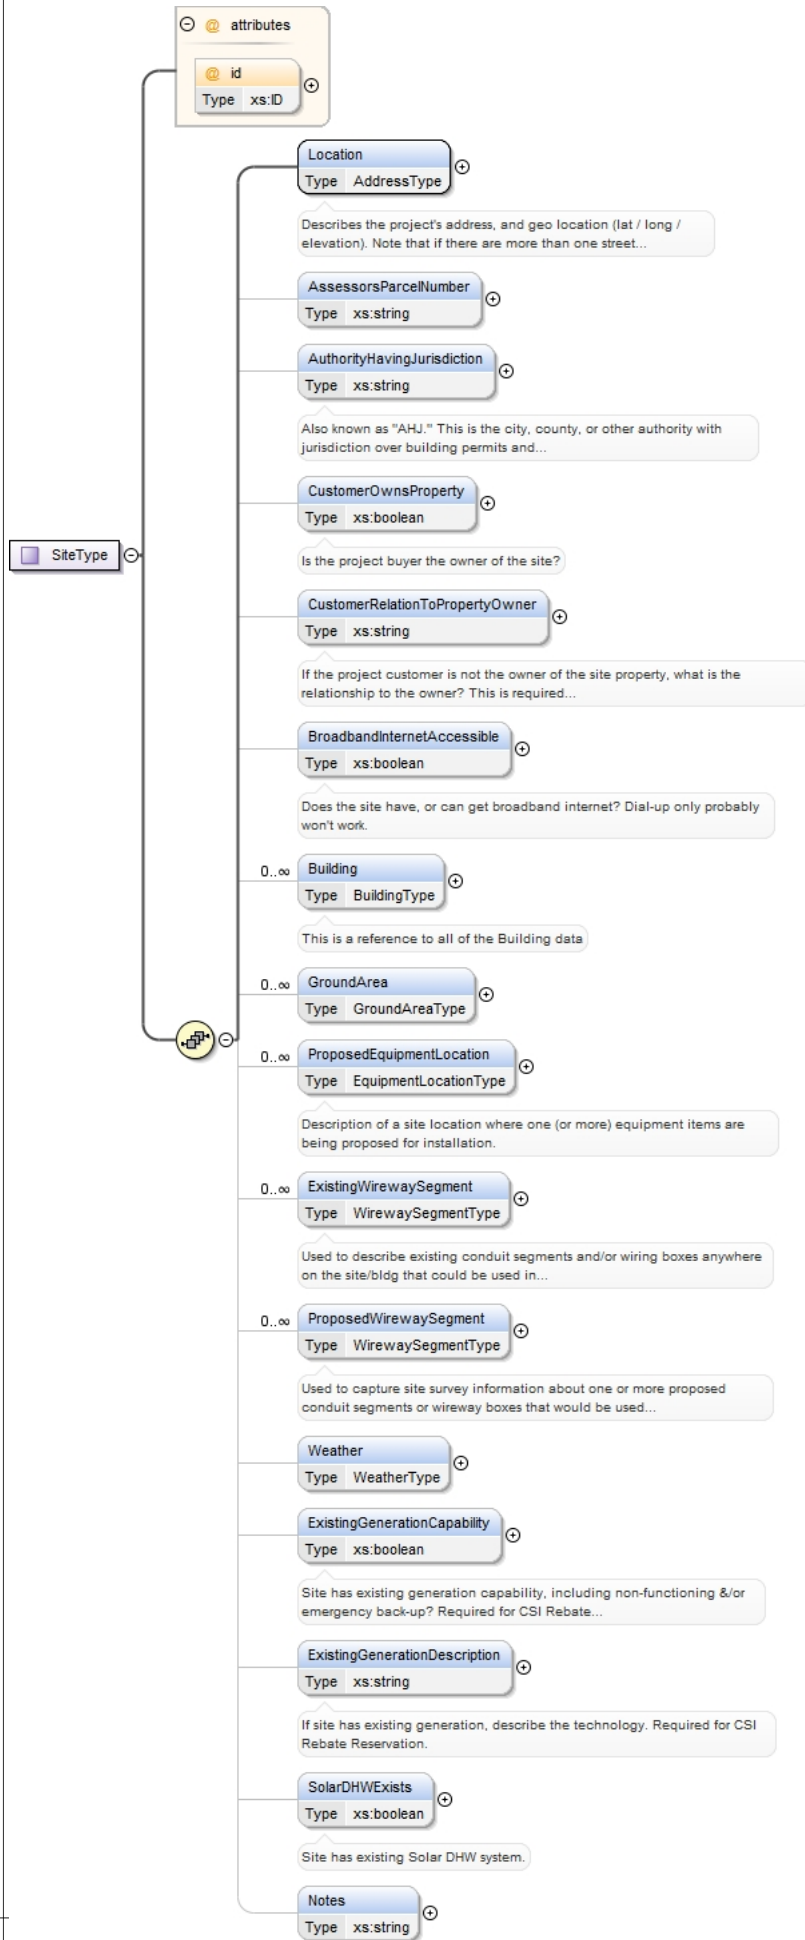 @ attributes
@ id
Type xs:ID
Location
Type AddressType
Describes the project's address, and geo location (lat / long /
elevation). Note that if there are more than one street...
AssessorsParcelNumber
Type xs:string
AuthorityHavingJurisdiction
Type xs:string
Also known as "AHJ." This is the city, county, or other authority with
jurisdiction over building permits and...
CustomerOwnsProperty
Type xs:boolean
SiteType
Is the project buyer the owner of the site?
CustomerRelationToPropertyOwner
Type xs:string
If the project customer is not the owner of the site property, what is the
relationship to the owner? This is required...
BroadbandInternetAccessible
Type xs:boolean
Does the site have, or can get broadband internet? Dial-up only probably
won't work.
0..∞ Building
Type BuildingType
This is a reference to all of the Building data
0..∞ GroundArea
Type GroundAreaType
0..∞ ProposedEquipmentLocation
Type EquipmentLocationType
Description of a site location where one (or more) equipment items are
being proposed for installation.
0..∞ ExistingWirewaySegment
Type WirewaySegmentType
Used to describe existing conduit segments and/or wiring boxes anywhere
on the site/bldg that could be used in...
0..∞ ProposedWirewaySegment
Type WirewaySegmentType
Used to capture site survey information about one or more proposed
conduit segments or wireway boxes that would be used...
Weather
Type WeatherType
ExistingGenerationCapability
Type xs:boolean
Site has existing generation capability, including non-functioning &/or
emergency back-up? Required for CSI Rebate...
ExistingGenerationDescription
Type xs:string
If site has existing generation, describe the technology. Required for CSI
Rebate Reservation.
SolarDHWExists
Type xs:boolean
Site has existing Solar DHW system.
Notes
Type xs:string